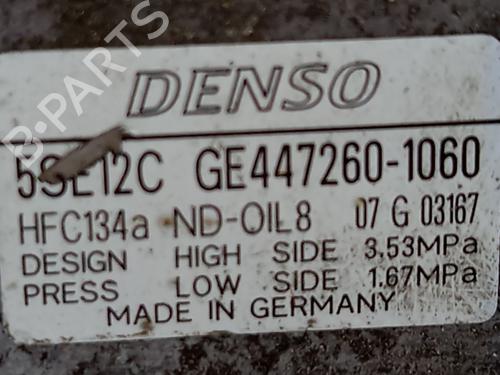 B-PARTS
DENSO
5SE12C GE447260-1060
HFC134a ND-OIL8 07 G 03167
DESIGN HIGH SIDE 3.53MPa
PRESS LOW SIDE 1.67MPa
MADE IN GERMANY